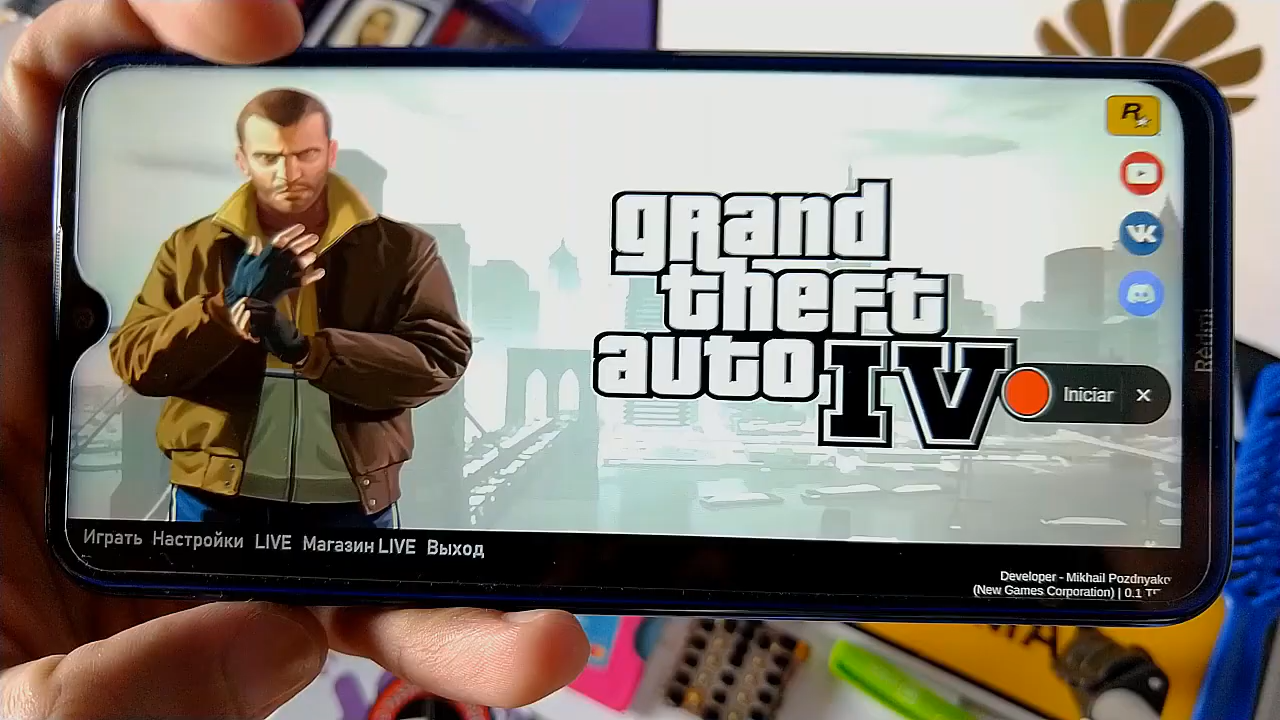 R
grand
theft
auto IV
Iniciar ×
Redmi
Играть Настройки LIVE Магазин LIVE Выход
Developer - Mikhail Pozdnyako
(New Games Corporation) | 0.1